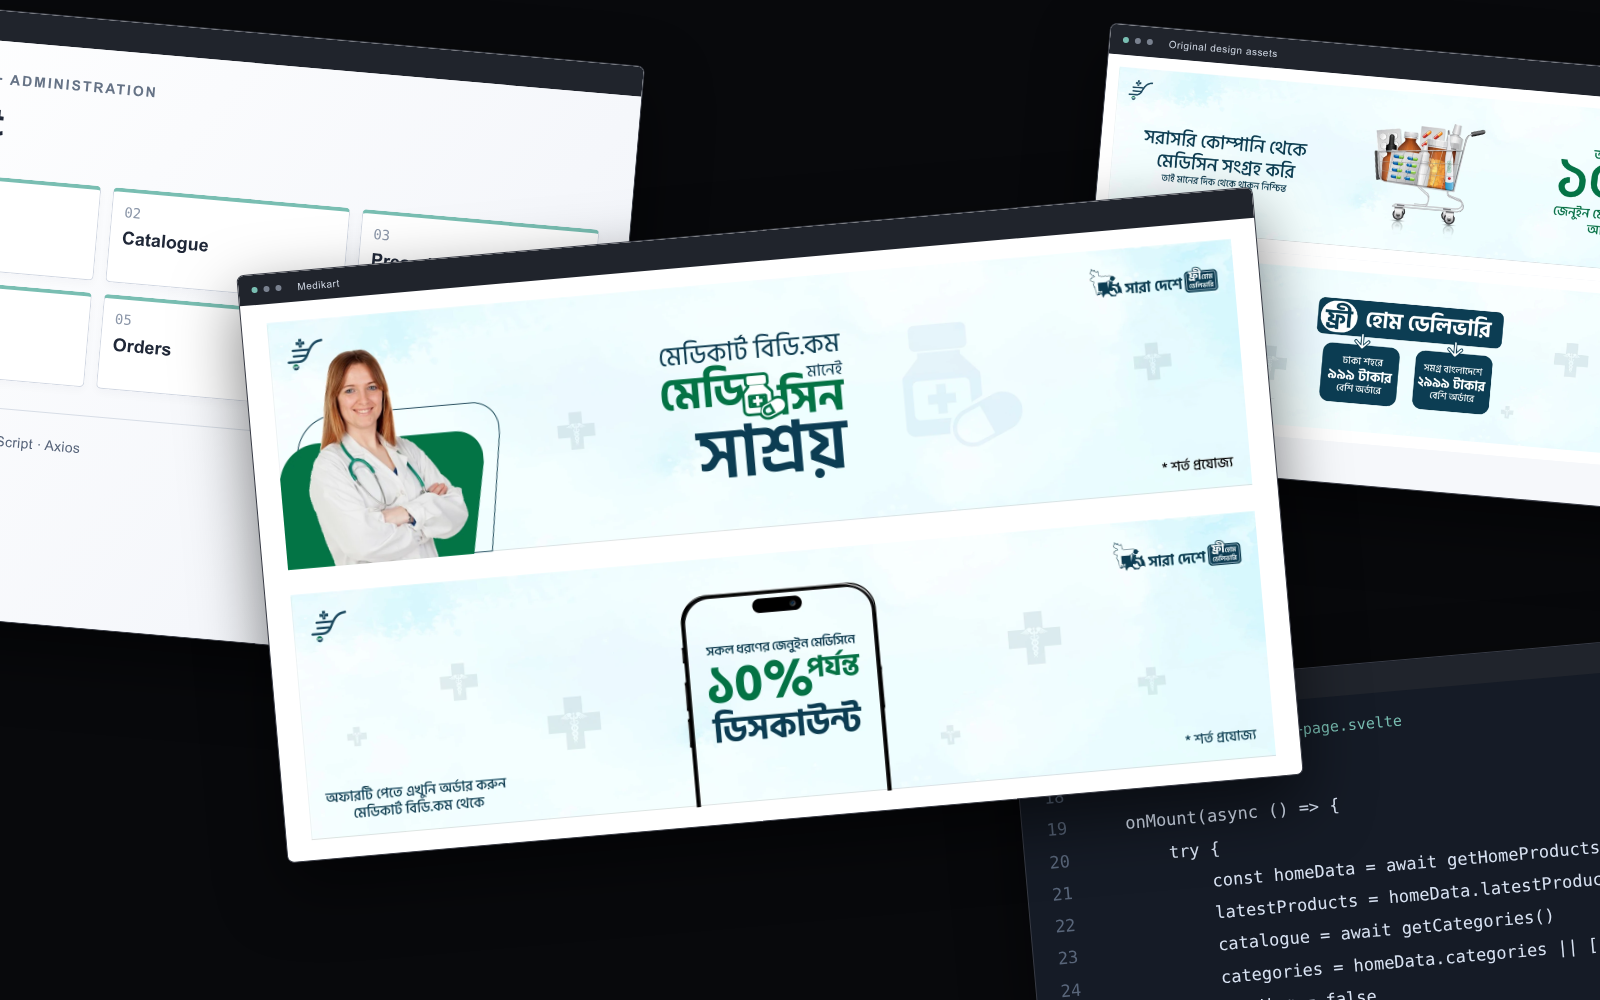 · ADMINISTRATION
t
02
Catalogue
03
05
Orders
Script · Axios
Original design assets
সরাসরি কোম্পানি থেকে
মেডিসিন সংগ্রহ করি
তাই মানের দিক থেকে থাকুন নিশ্চিন্ত
জেনুইন
ফ্রী হোম ডেলিভারি
ঢাকা শহরে
৯৯৯ টাকার
বেশি অর্ডারে
সমগ্র বাংলাদেশে
২৯৯৯ টাকার
বেশি অর্ডারে
Medikart
সারা দেশে ফ্রী হোম ডেলিভারি
মেডিকার্ট বিডি.কম
মানেই
মেডিসিন
সাশ্রয়
* শর্ত প্রযোজ্য
সারা দেশে ফ্রী হোম ডেলিভারি
সকল ধরণের জেনুইন মেডিসিনে
১০% পর্যন্ত
ডিসকাউন্ট
অফারটি পেতে এখুনি অর্ডার করুন
মেডিকার্ট বিডি.কম থেকে
* শর্ত প্রযোজ্য
page.svelte
18
19 onMount(async () => {
20 try {
21 const homeData = await getHomeProducts
22 latestProducts = homeData.latestProduc
23 catalogue = await getCategories()
24 categories = homeData.categories || [
false